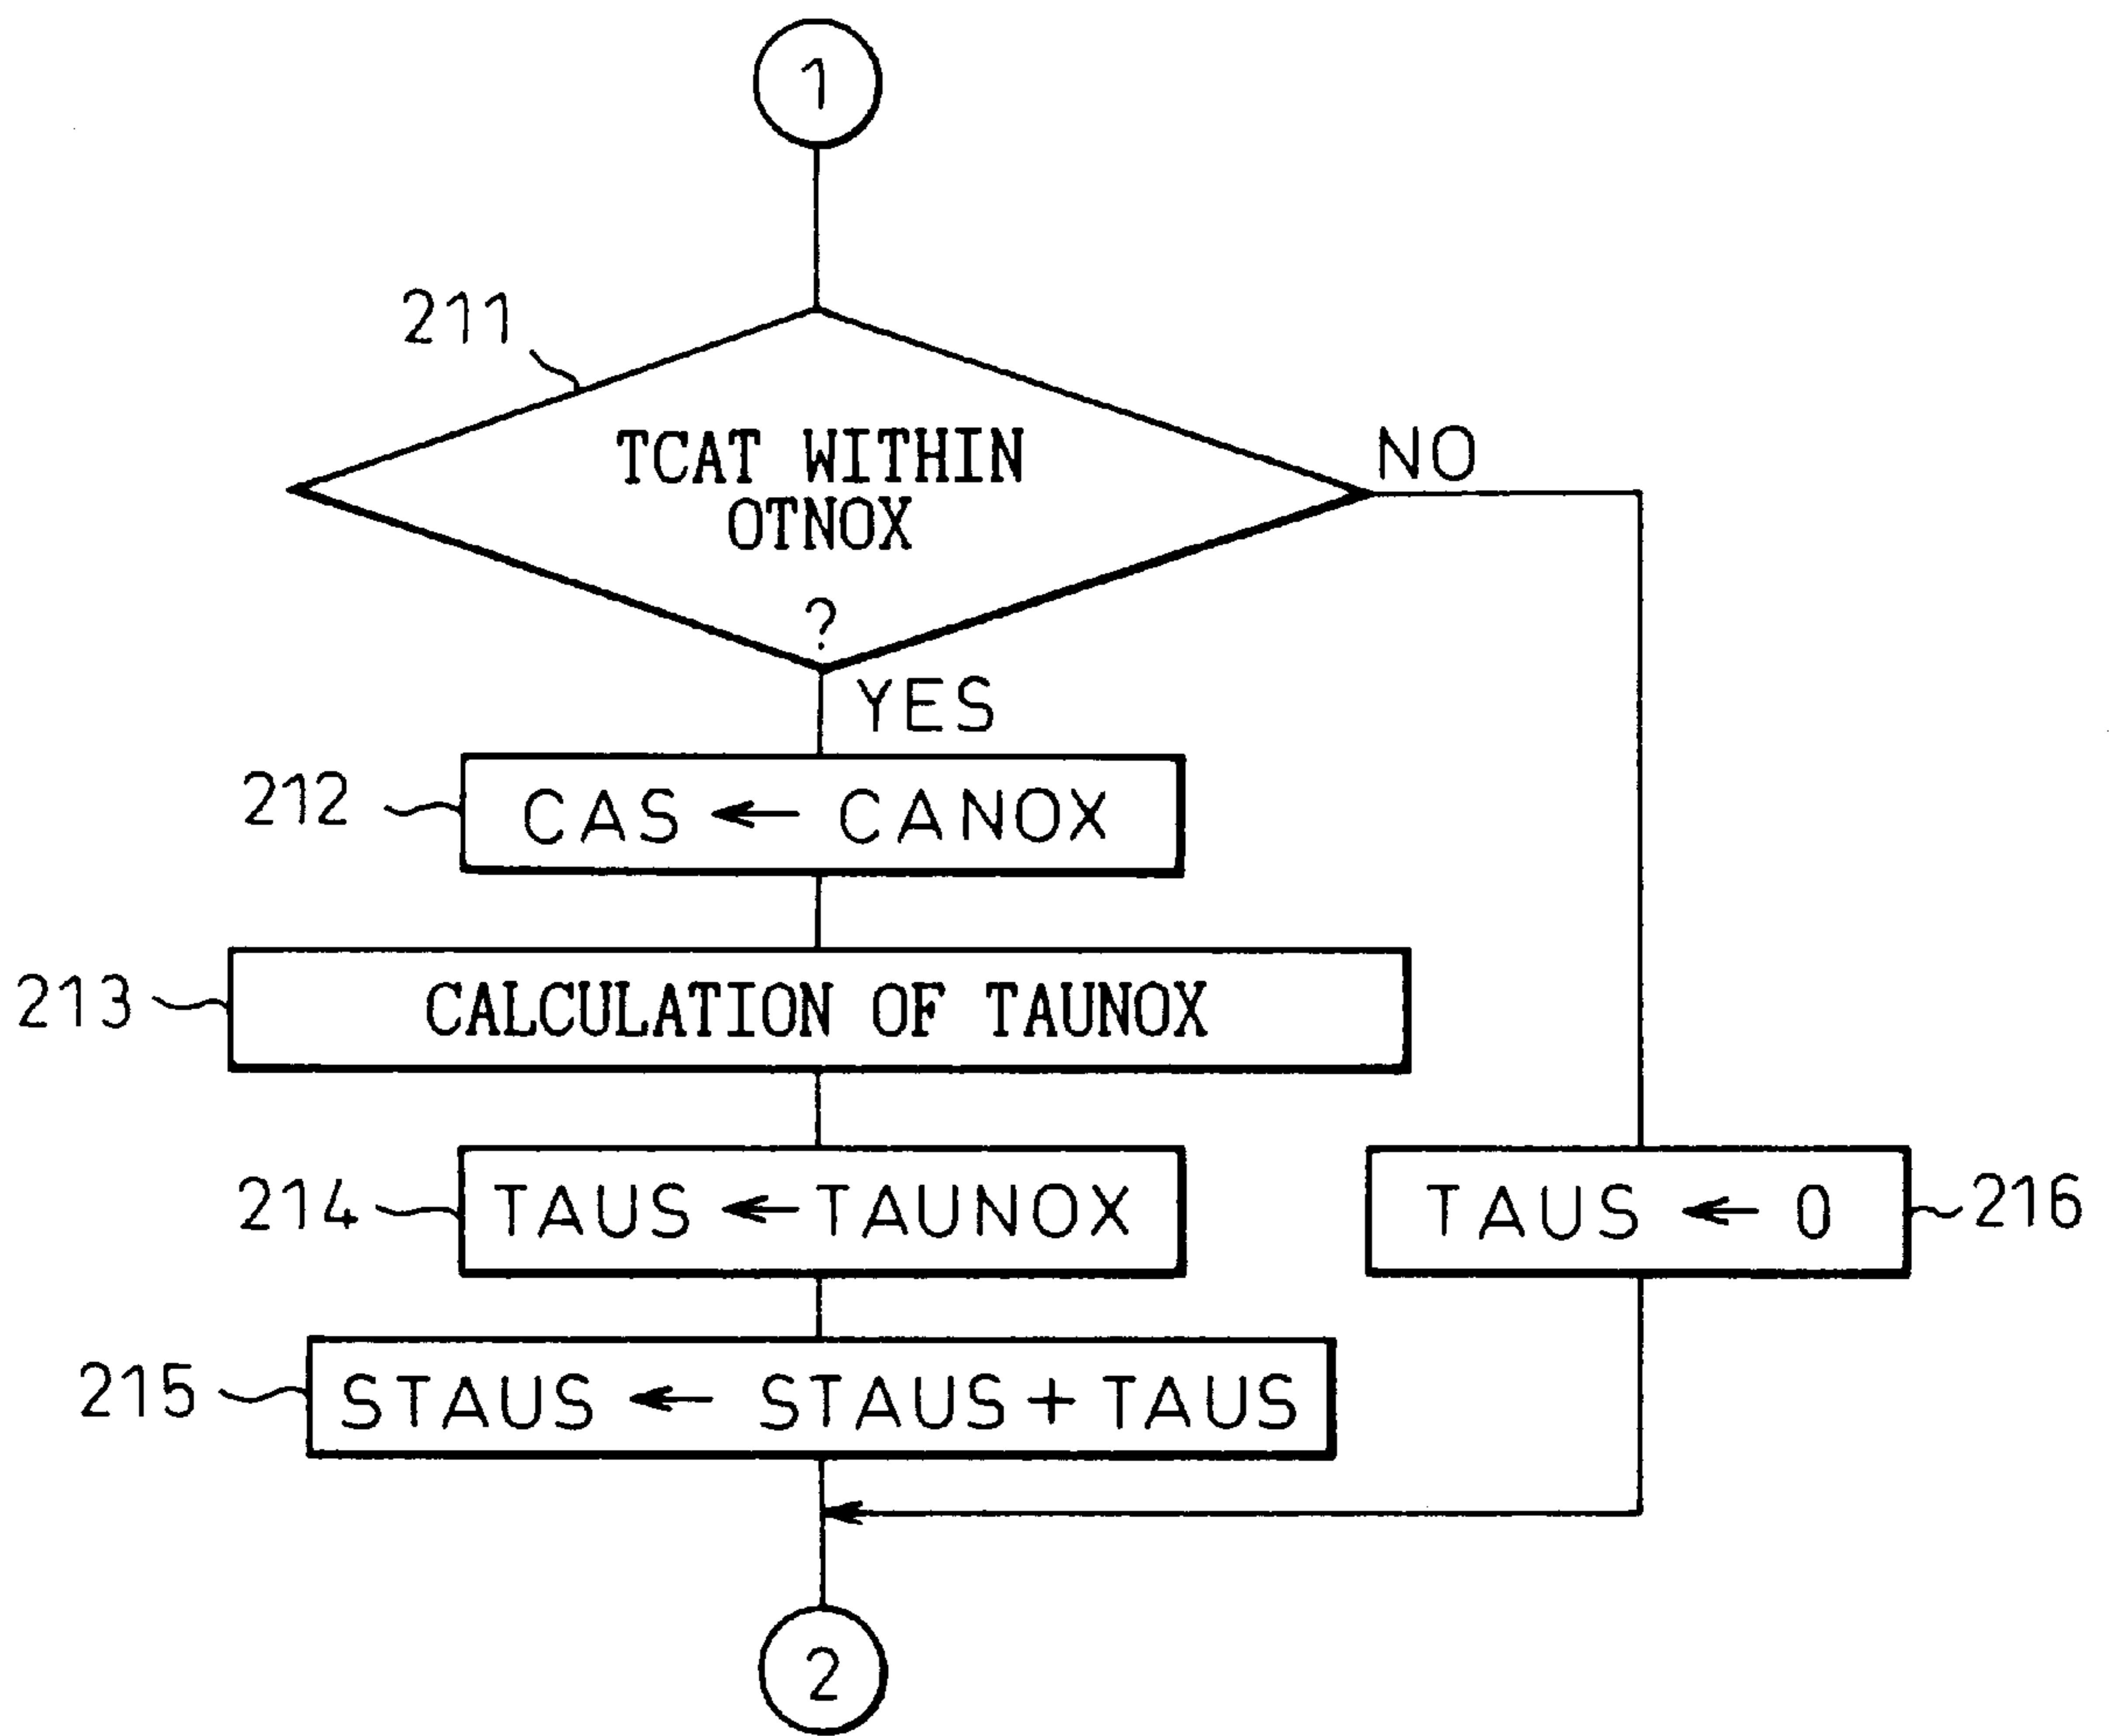 1
211
TCAT WITHIN
OTNOX
?
NO
YES
212
CAS ← CANOX
213
CALCULATION OF TAUNOX
214
TAUS ← TAUNOX
TAUS ← 0
216
215
STAUS ← STAUS + TAUS
2